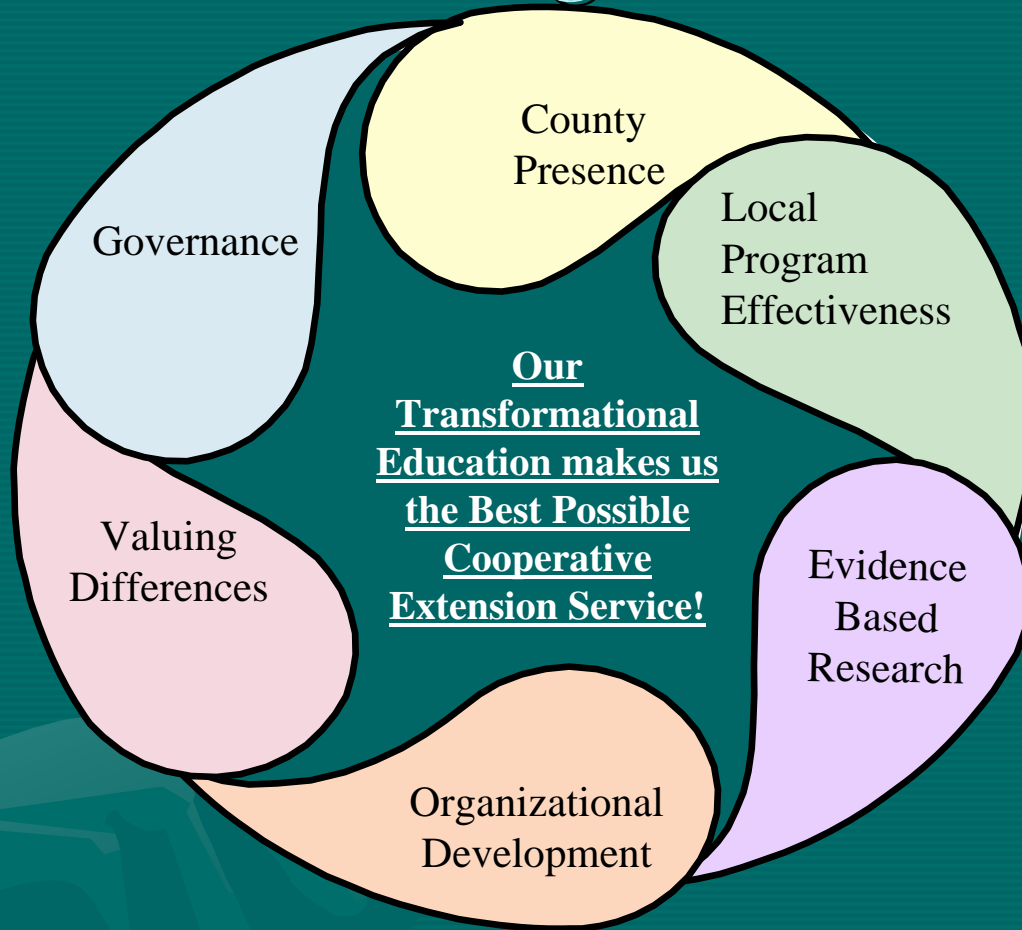 County
Presence
Local
Program
Effectiveness
Governance
Our
Transformational
Education makes us
the Best Possible
Cooperative
Extension Service!
Valuing
Differences
Evidence
Based
Research
Organizational
Development